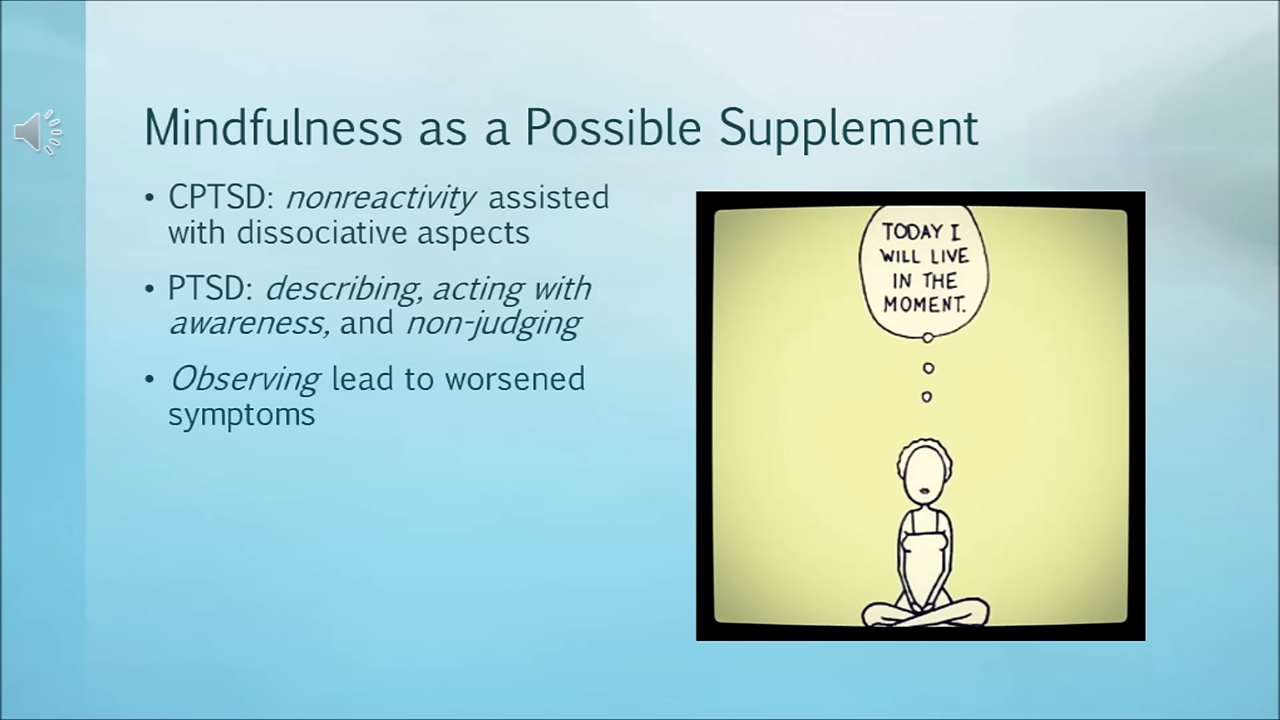 Mindfulness as a Possible Supplement
• CPTSD: nonreactivity assisted
with dissociative aspects
• PTSD: describing, acting with
awareness, and non-judging
• Observing lead to worsened
symptoms
TODAY I
WILL LIVE
IN THE
MOMENT.